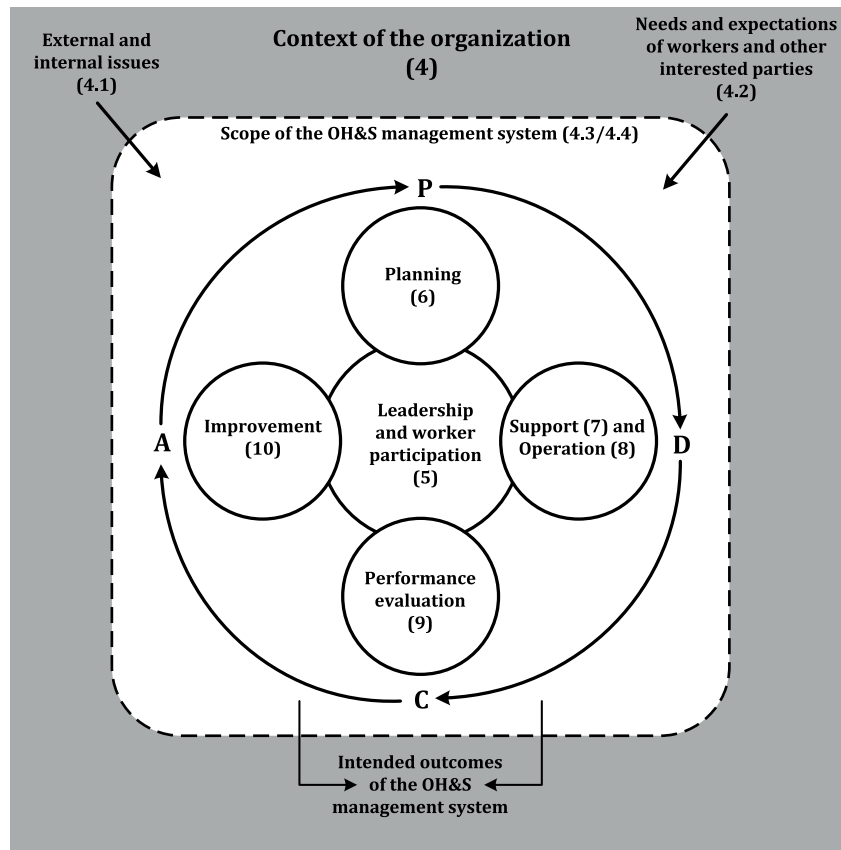 External and
internal issues
(4.1)
Context of the organization
(4)
Needs and expectations
of workers and other
interested parties
(4.2)
Scope of the OH&S management system (4.3/4.4)
P
Planning
(6)
A
Improvement
(10)
Leadership
and worker
participation
(5)
Support (7) and
Operation (8)
D
Performance
evaluation
(9)
C
Intended outcomes
of the OH&S
management system